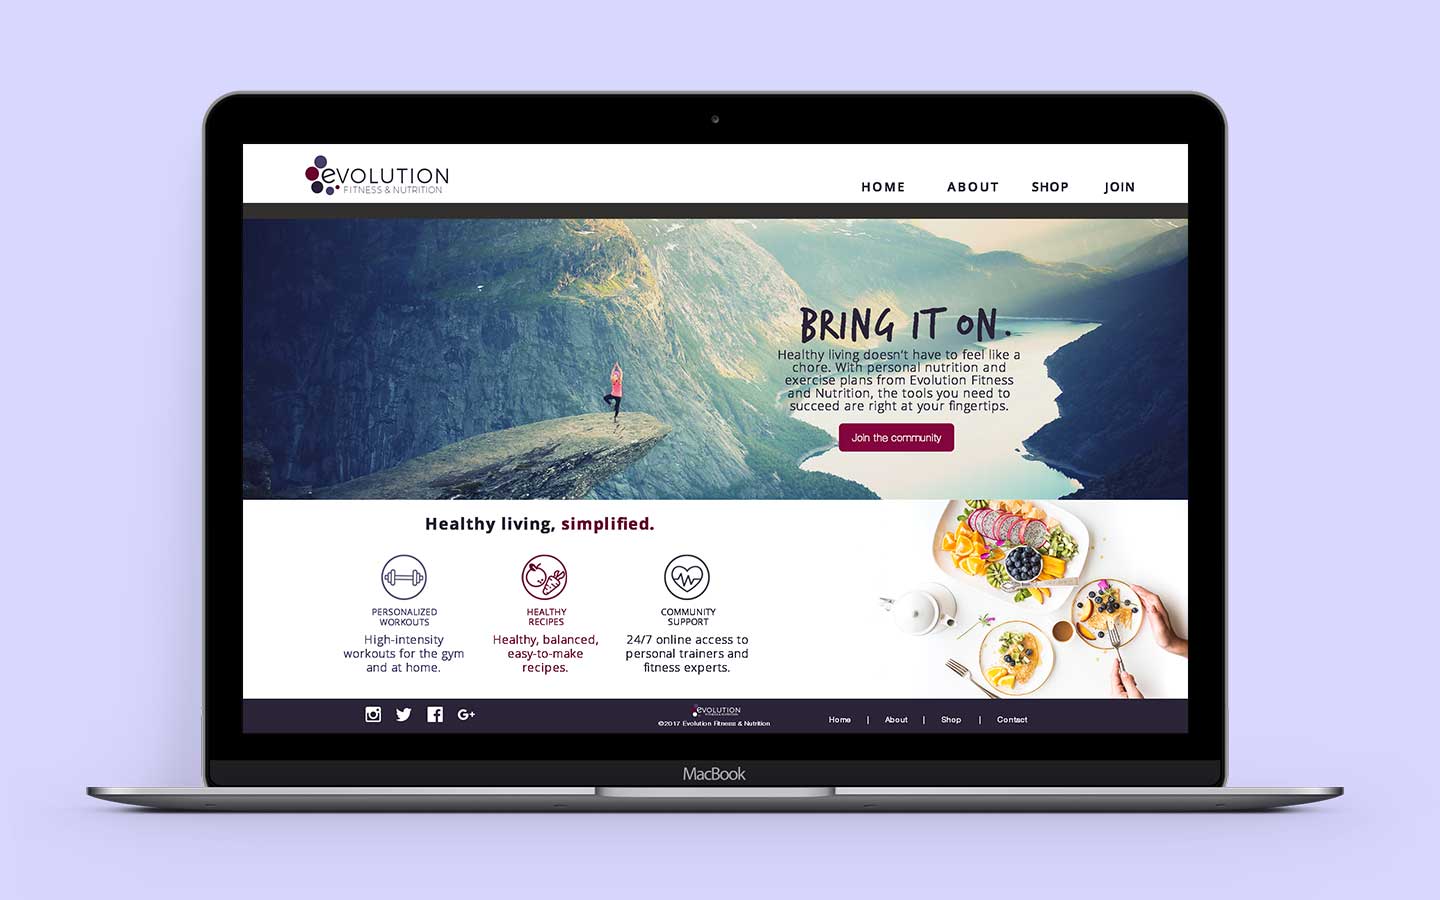 eVOLUTION
FITNESS & NUTRITION
HOME ABOUT SHOP JOIN
BRING IT ON.
Healthy living doesn't have to feel like a
chore. With personal nutrition and
exercise plans from Evolution Fitness
and Nutrition, the tools you need to
succeed are right at your fingertips.
Join the community
Healthy living, simplified.
PERSONALIZED
WORKOUTS
High-intensity
workouts for the gym
and at home.
HEALTHY
RECIPES
Healthy, balanced,
easy-to-make
recipes.
COMMUNITY
SUPPORT
24/7 online access to
personal trainers and
fitness experts.
G+
eVOLUTION
FITNESS & NUTRITION
©2017 Evolution Fitness & Nutrition
Home | About | Shop | Contact
MacBook